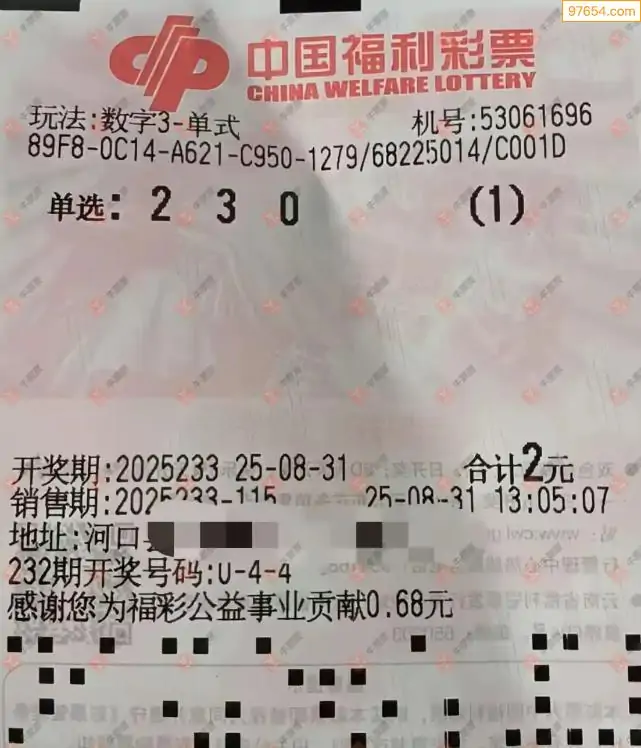 97654.com
中国福利彩票
CHINA WELFARE LOTTERY
玩法:数字3-单式 机号:53061696
89F8-0C14-A621-C950-1279/68225014/C001D
单选: 2 3 0 (1)
开奖期:2025233 25-08-31 合计2元
销售期:2025233-115 25-08-31 13:05:07
地址:河口
232期开奖号码:0-4-4
感谢您为福彩公益事业贡献0.68元